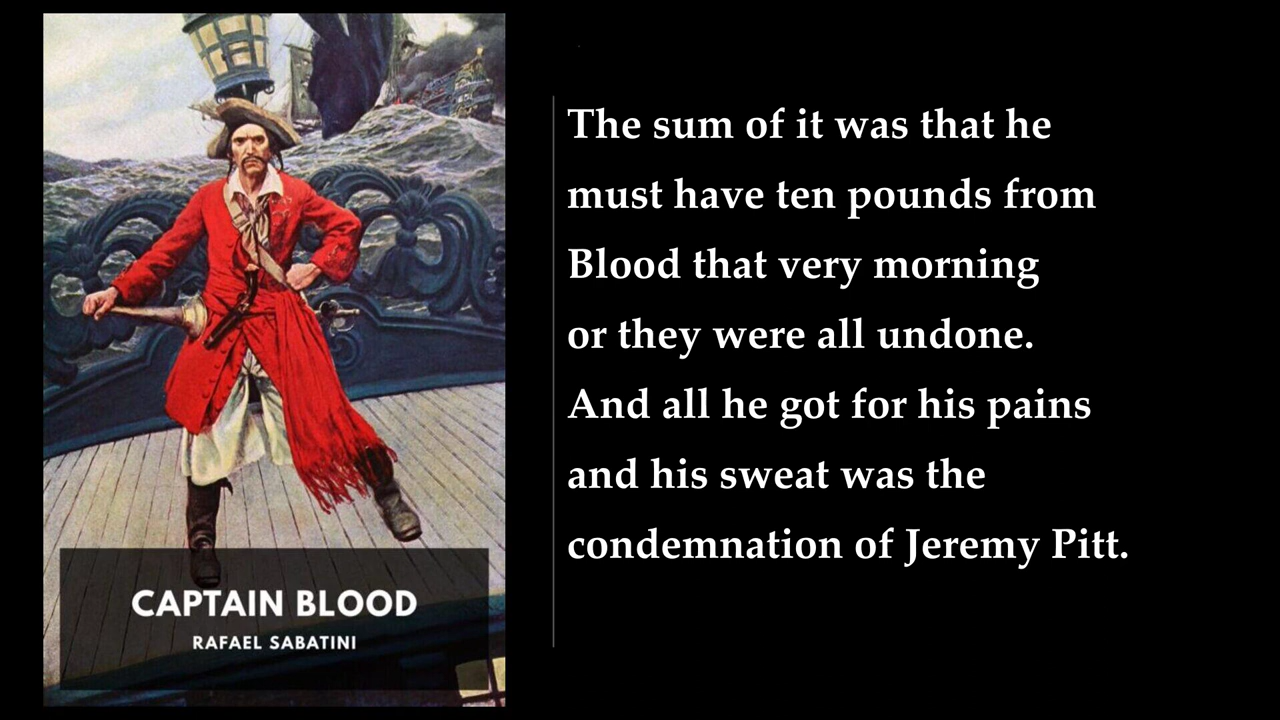 CAPTAIN BLOOD
RAFAEL SABATINI
The sum of it was that he
must have ten pounds from
Blood that very morning
or they were all undone.
And all he got for his pains
and his sweat was the
condemnation of Jeremy Pitt.